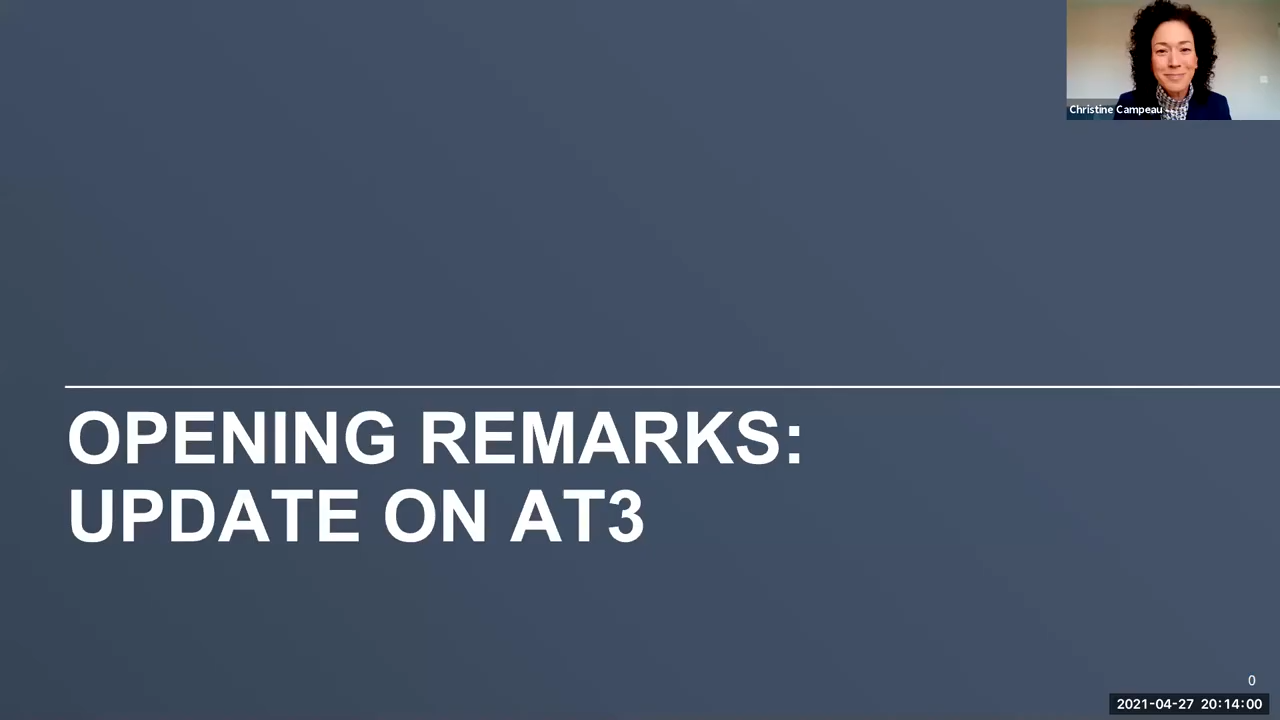 Christine Campeau
OPENING REMARKS:
UPDATE ON AT3
0
2021-04-27 20:14:00